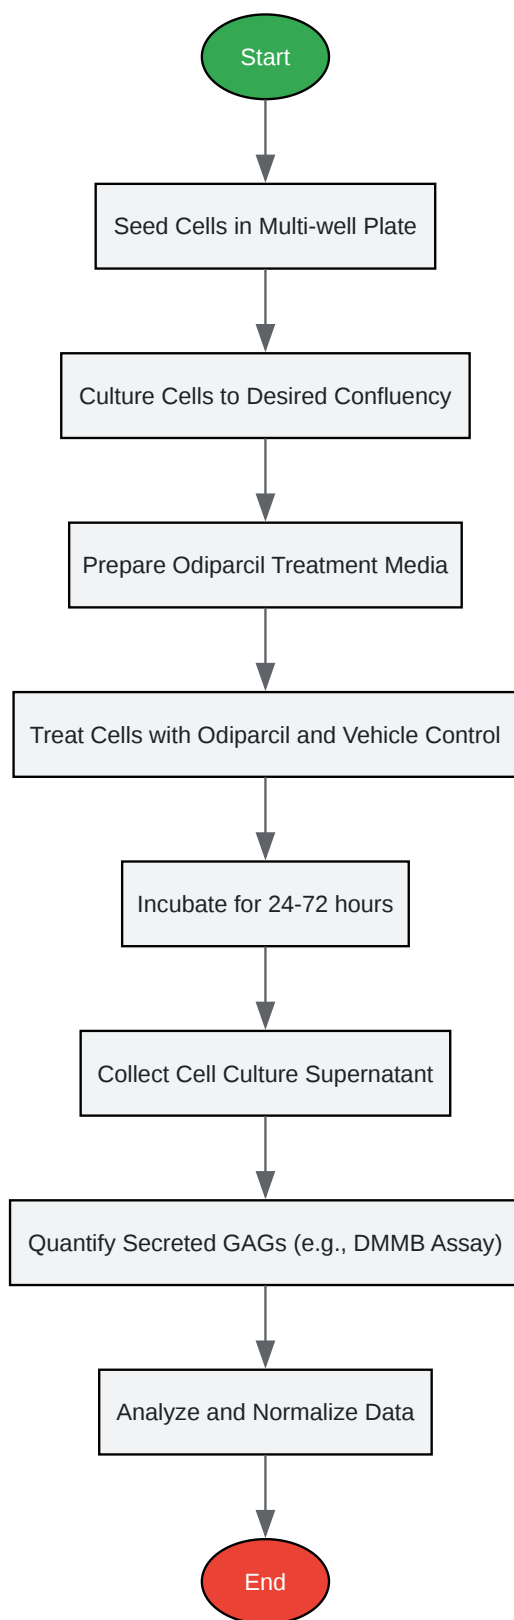 Start
Seed Cells in Multi-well Plate
Culture Cells to Desired Confluency
Prepare Odiparcil Treatment Media
Treat Cells with Odiparcil and Vehicle Control
Incubate for 24-72 hours
Collect Cell Culture Supernatant
Quantify Secreted GAGs (e.g., DMMB Assay)
Analyze and Normalize Data
End